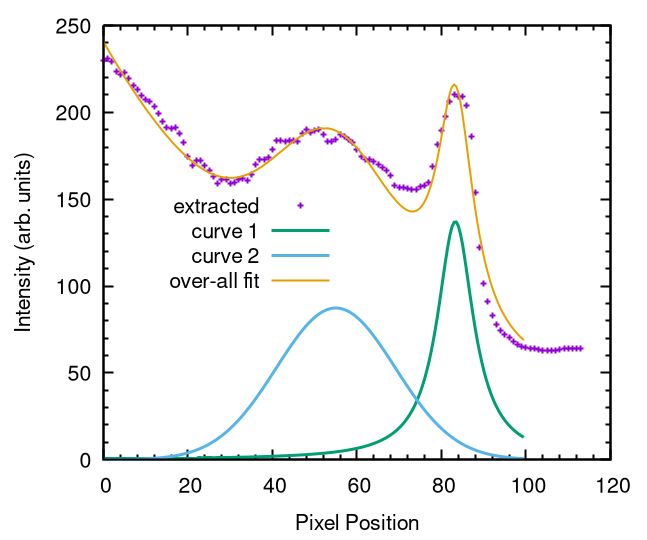 250
200
150
100
50
0
Intensity (arb. units)
extracted
curve 1
curve 2
over-all fit
0 20 40 60 80 100 120
Pixel Position